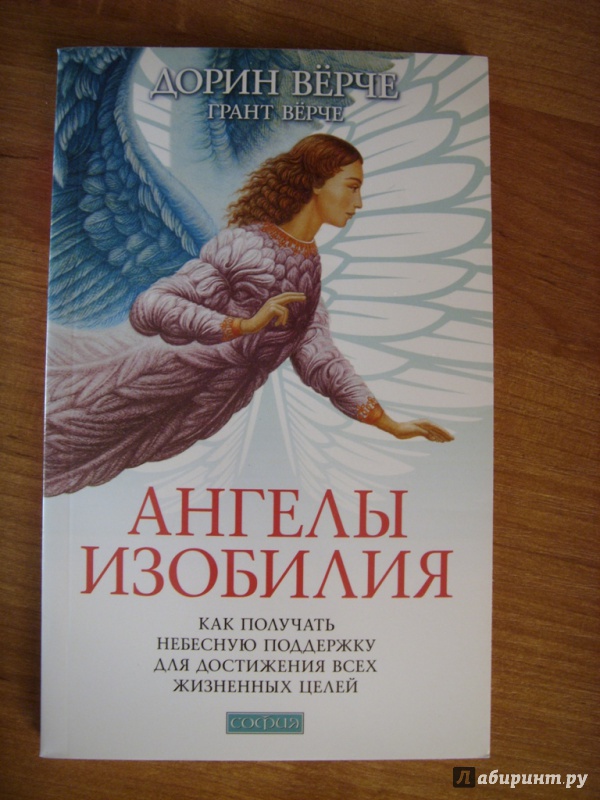 ДОРИН ВЁРЧЕ
ГРАНТ ВЁРЧЕ
АНГЕЛЫ
ИЗОБИЛИЯ
КАК ПОЛУЧАТЬ
НЕБЕСНУЮ ПОДДЕРЖКУ
ДЛЯ ДОСТИЖЕНИЯ ВСЕХ
ЖИЗНЕННЫХ ЦЕЛЕЙ
СОФИЯ
Лабиринт.ру